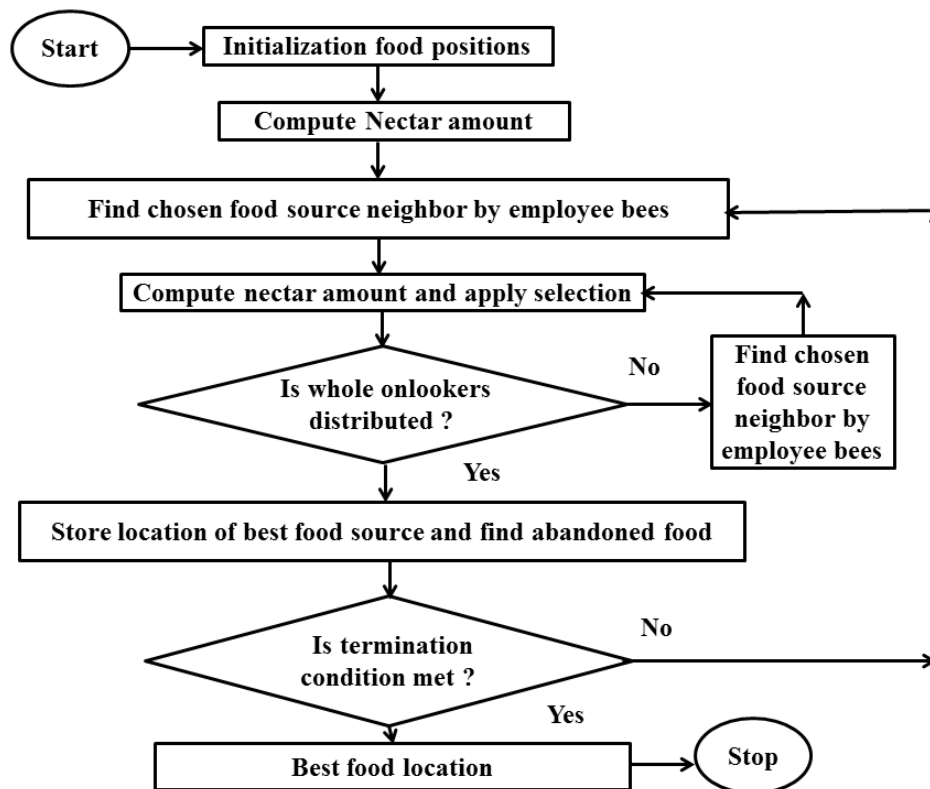 Start
Initialization food positions
Compute Nectar amount
Find chosen food source neighbor by employee bees
Compute nectar amount and apply selection
Is whole onlookers
distributed ?
No
Find chosen
food source
neighbor by
employee bees
Yes
Store location of best food source and find abandoned food
Is termination
condition met ?
No
Yes
Best food location
Stop